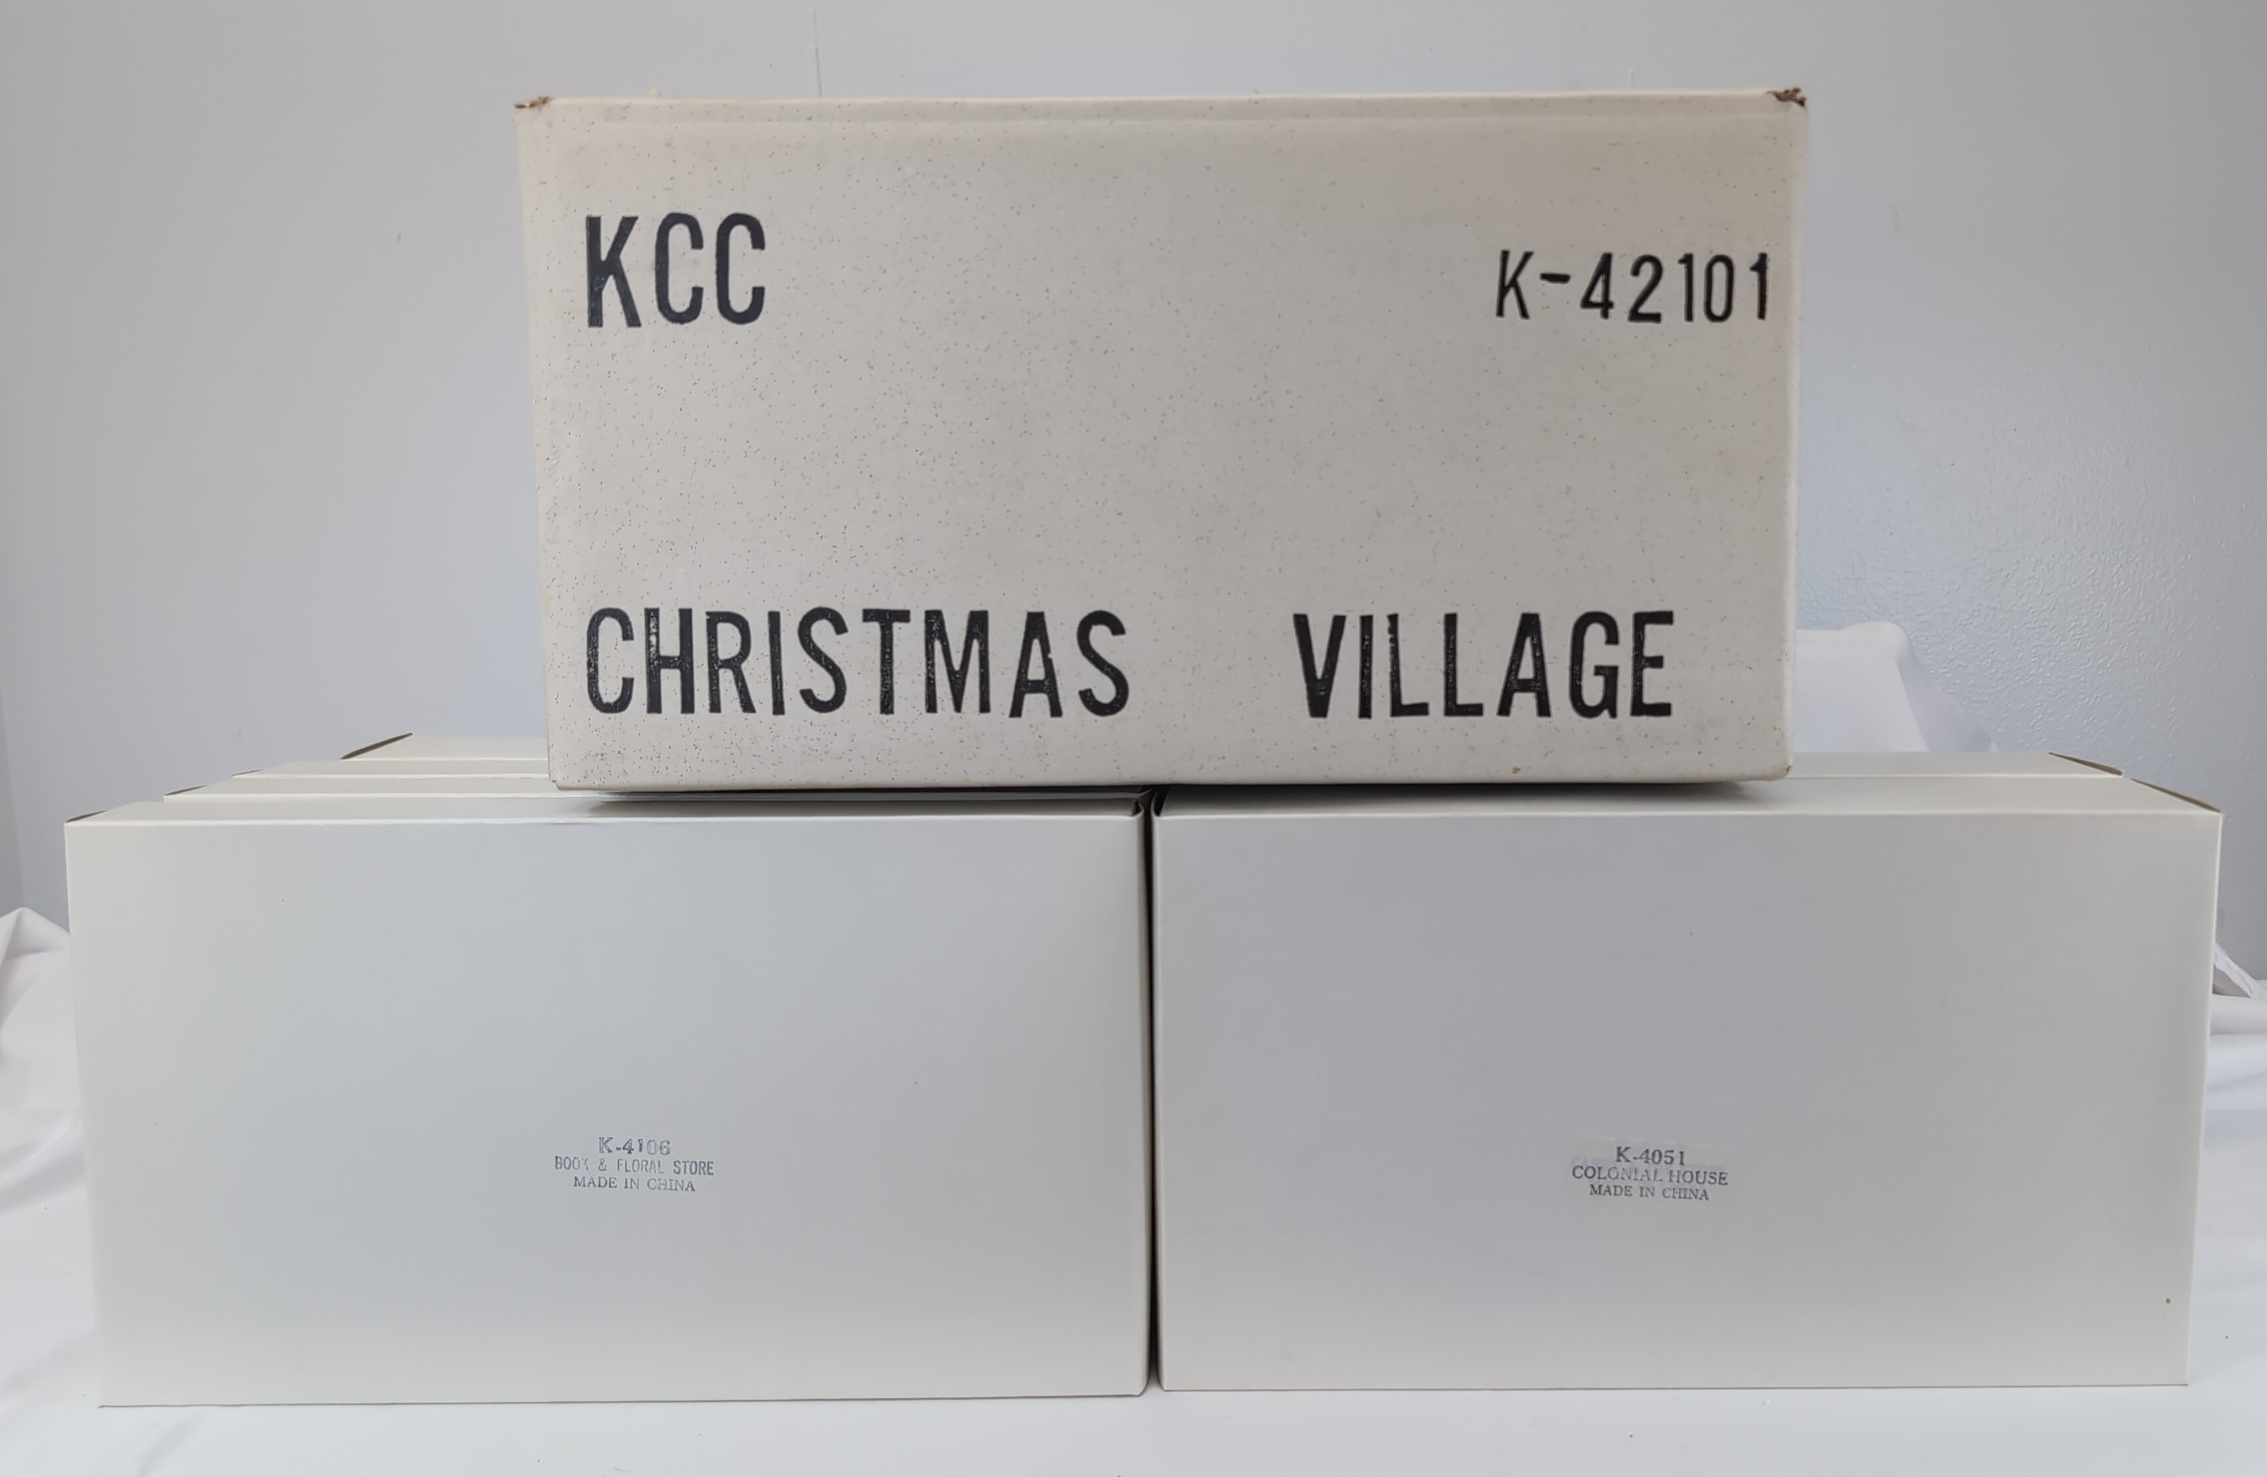 KCC
K-42101
CHRISTMAS VILLAGE
K-4106
BOOK & FLORAL STORE
MADE IN CHINA
K-4051
COLONIAL HOUSE
MADE IN CHINA